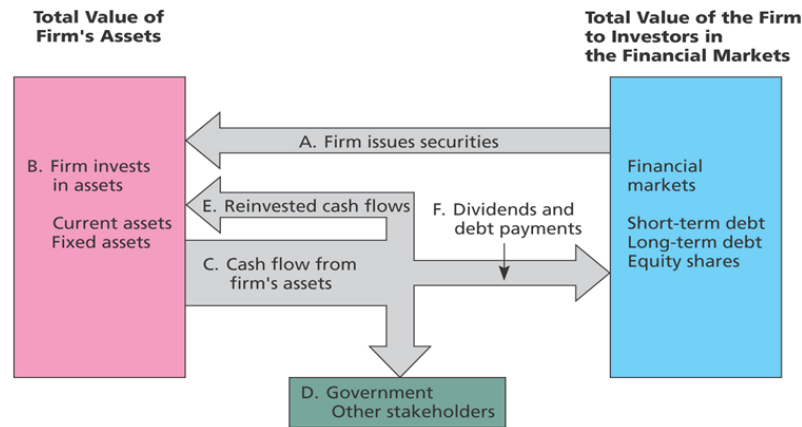 Total Value of
Firm's Assets
Total Value of the Firm
to Investors in
the Financial Markets
A. Firm issues securities
B. Firm invests
in assets
Current assets
Fixed assets
E. Reinvested cash flows
C. Cash flow from
firm's assets
F. Dividends and
debt payments
Financial
markets
Short-term debt
Long-term debt
Equity shares
D. Government
Other stakeholders